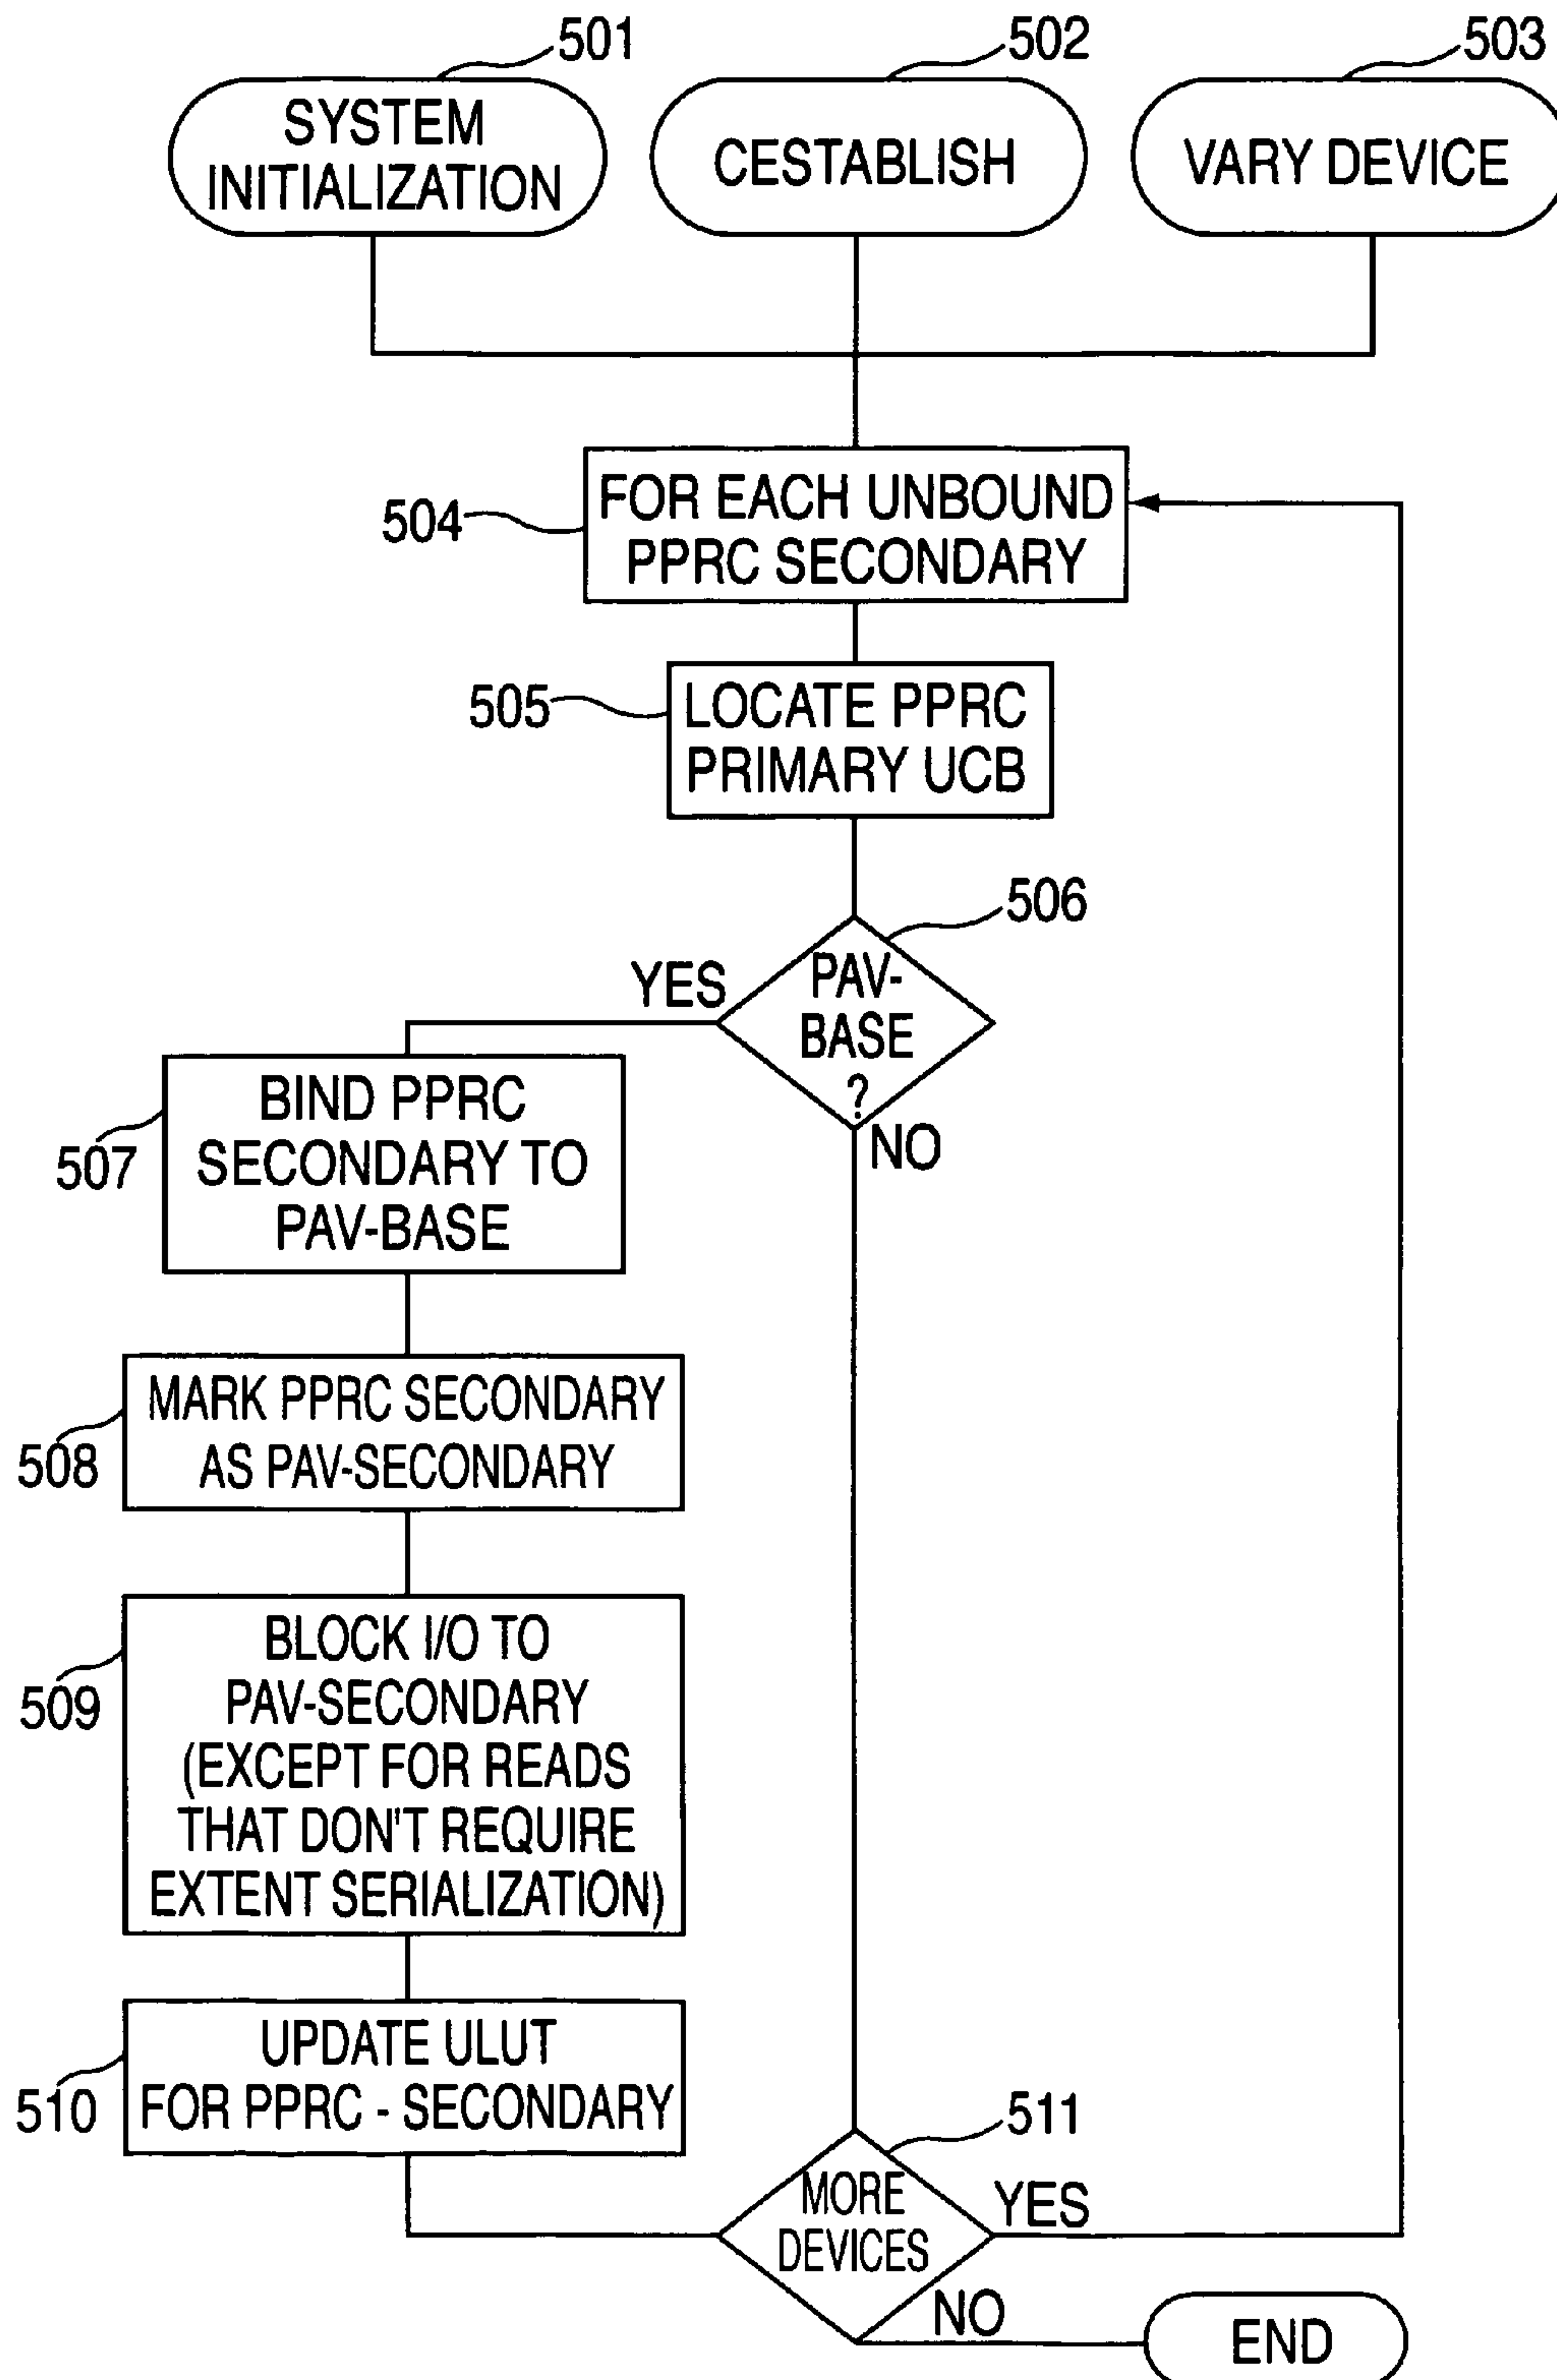 501
502
503
SYSTEM
INITIALIZATION
CESTABLISH
VARY DEVICE
504
FOR EACH UNBOUND
PPRC SECONDARY
505
LOCATE PPRC
PRIMARY UCB
506
PAV-
BASE
?
YES
NO
507
BIND PPRC
SECONDARY TO
PAV-BASE
508
MARK PPRC SECONDARY
AS PAV-SECONDARY
509
BLOCK I/O TO
PAV-SECONDARY
(EXCEPT FOR READS
THAT DON'T REQUIRE
EXTENT SERIALIZATION)
510
UPDATE ULUT
FOR PPRC - SECONDARY
511
MORE
DEVICES
YES
NO
END